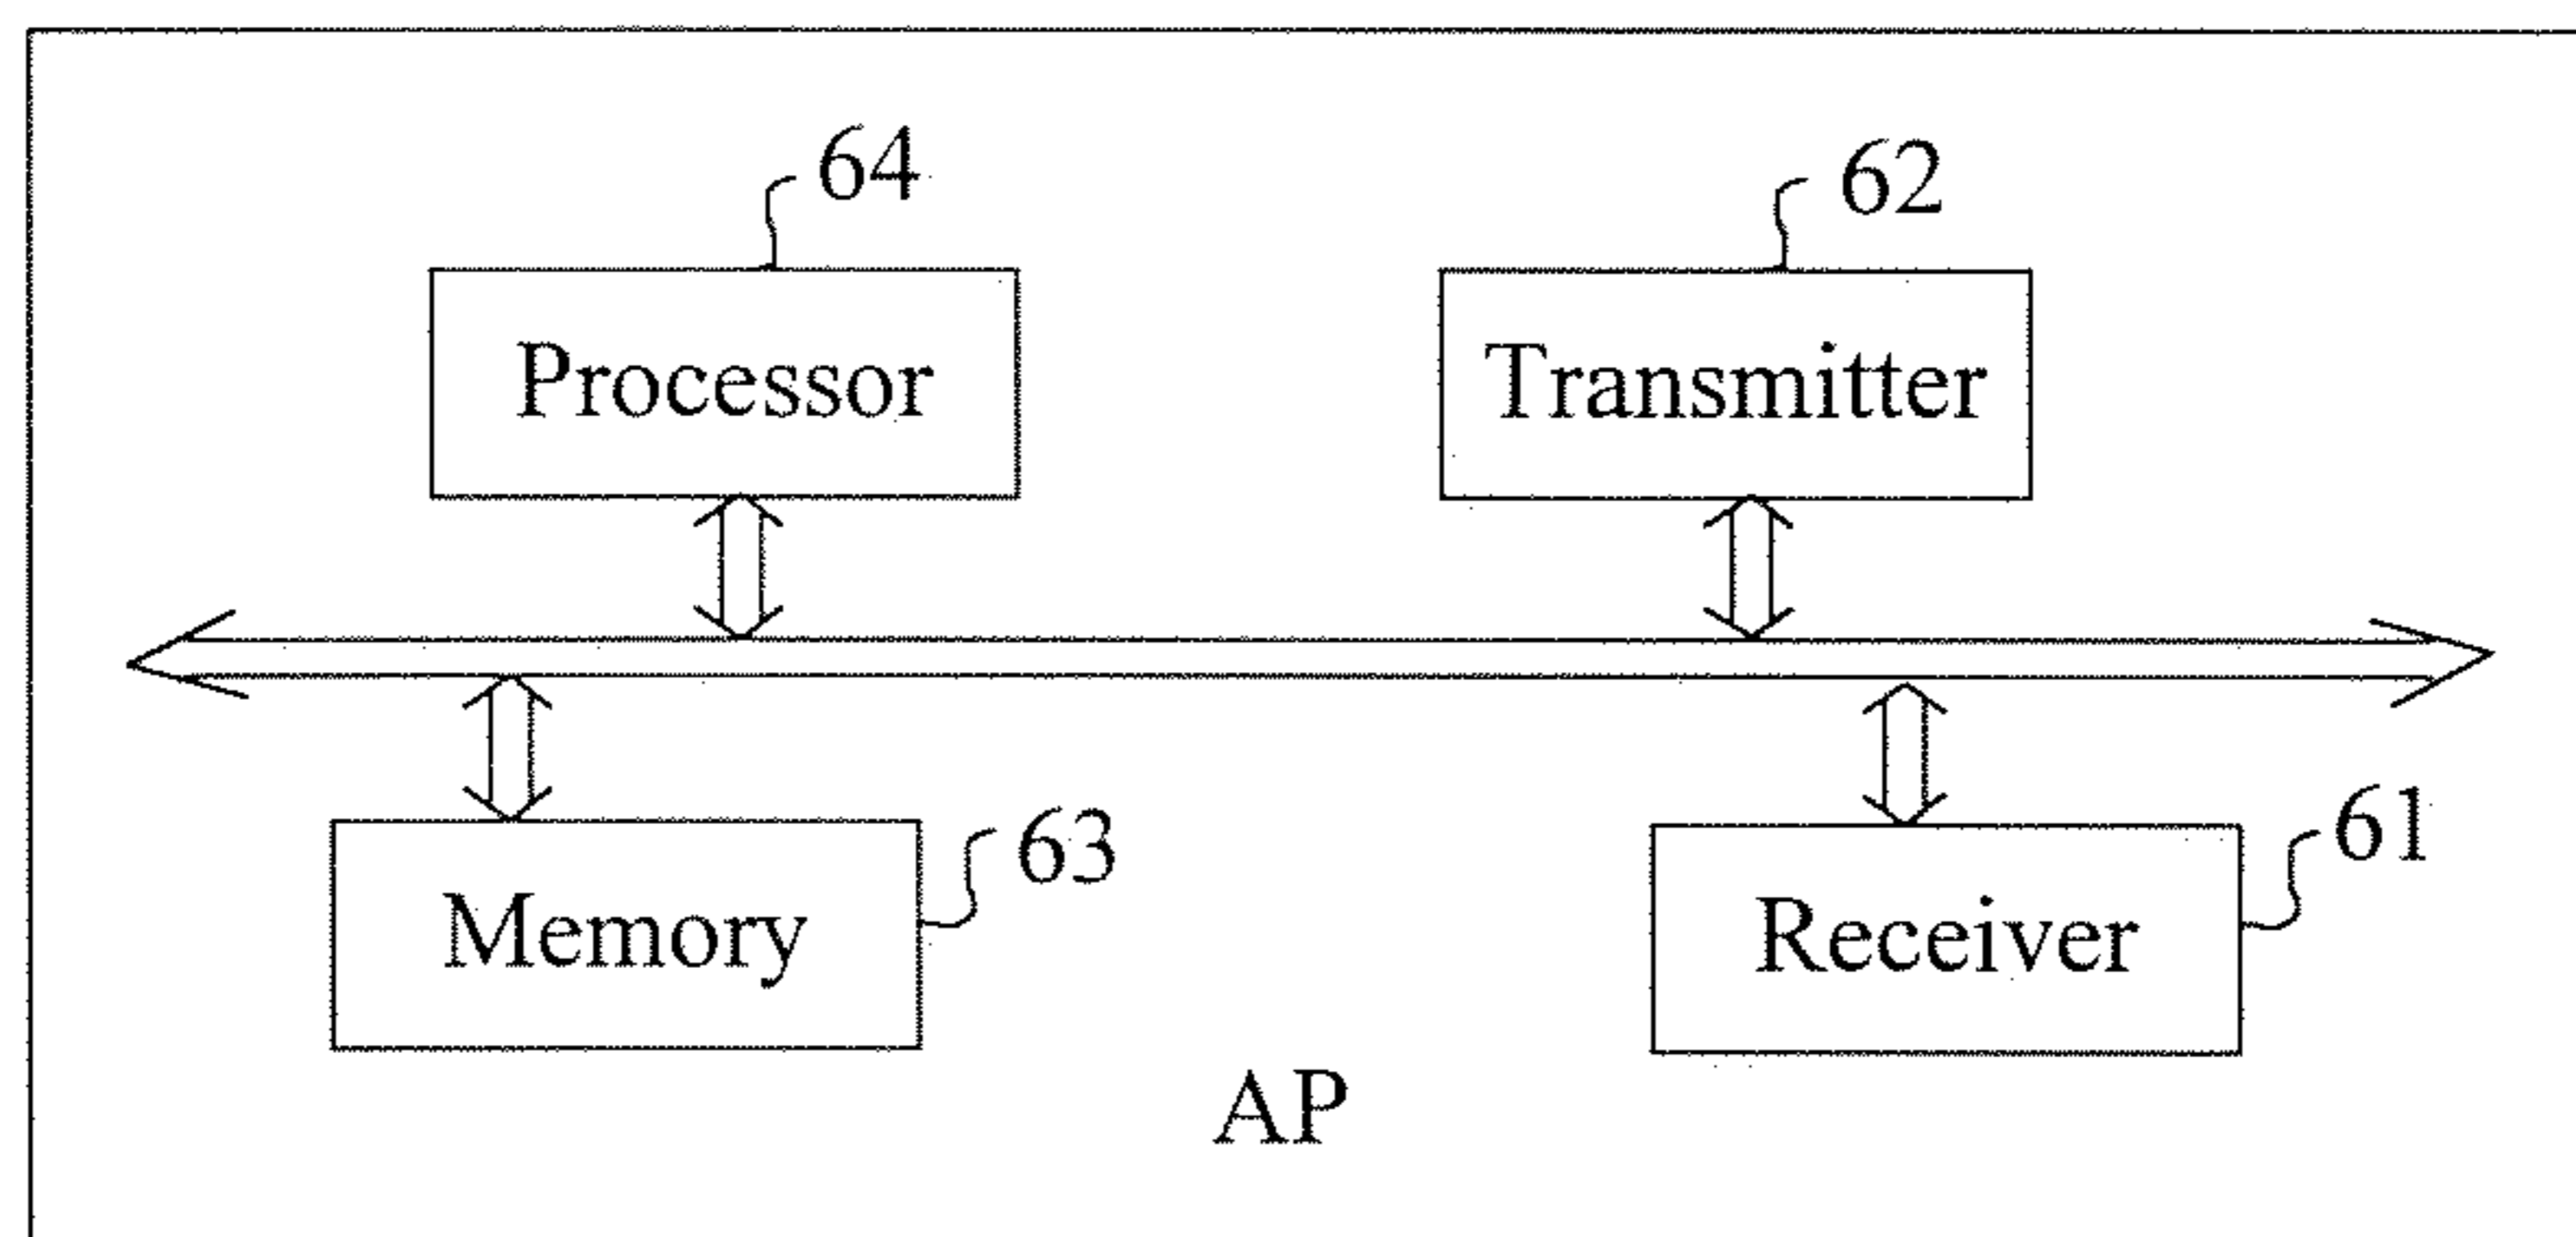 64
62
Processor
Transmitter
63
61
Memory
Receiver
AP